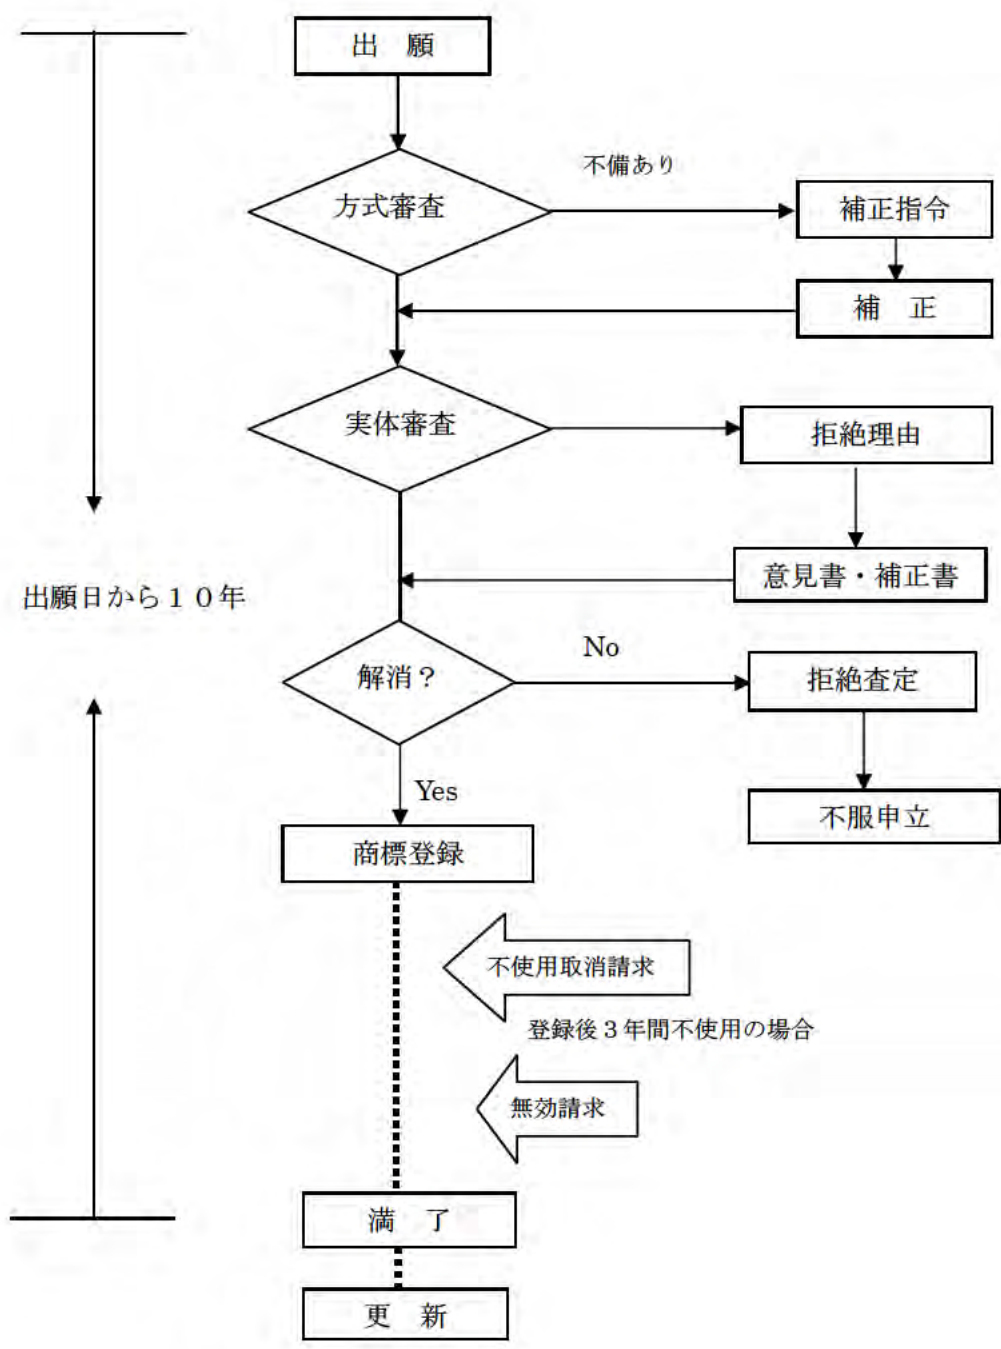 出　願
不備あり
方式審査
補正指令
補　正
実体審査
拒絶理由
意見書・補正書
出願日から１０年
No
解消？
拒絶査定
Yes
不服申立
商標登録
不使用取消請求
登録後３年間不使用の場合
無効請求
満　了
更　新